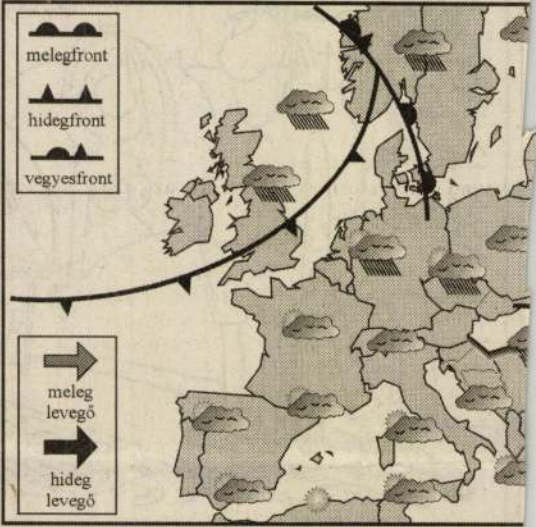 melegfront
hidegfront
vegyesfront
meleg
levegő
hideg
levegő